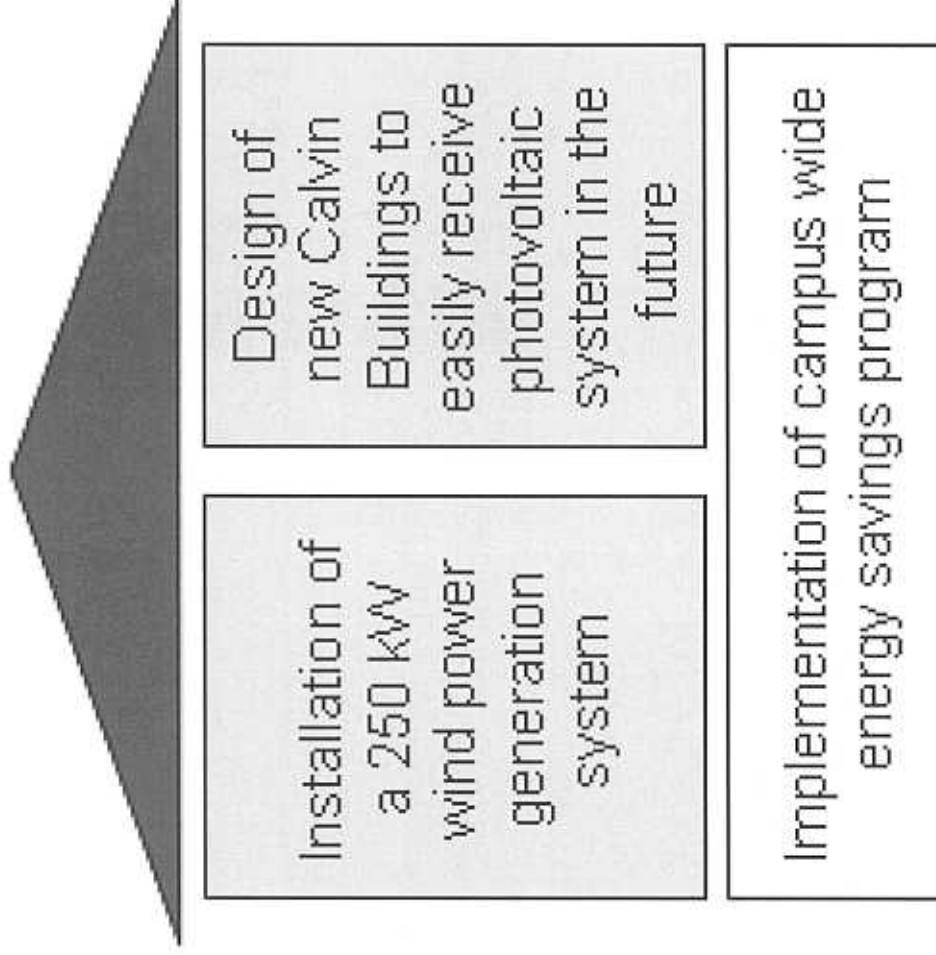 Installation of
a 250 kW
wind power
generation
system
Design of
new Calvin
Buildings to
easily receive
photovoltaic
system in the
future
Implementation of campus wide
energy savings program